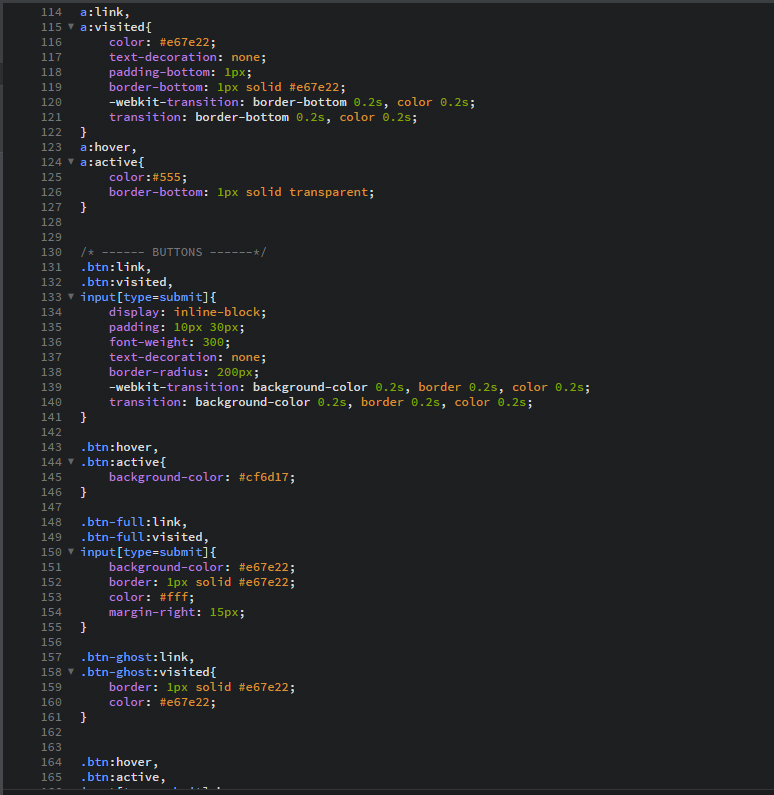 114 a:link,
115 a:visited{
116 color: #e67e22;
117 text-decoration: none;
118 padding-bottom: 1px;
119 border-bottom: 1px solid #e67e22;
120 -webkit-transition: border-bottom 0.2s, color 0.2s;
121 transition: border-bottom 0.2s, color 0.2s;
122 }
123 a:hover,
124 a:active{
125 color:#555;
126 border-bottom: 1px solid transparent;
127 }
128
129
130 /* ------ BUTTONS ------*/
131 .btn:link,
132 .btn:visited,
133 input[type=submit]{
134 display: inline-block;
135 padding: 10px 30px;
136 font-weight: 300;
137 text-decoration: none;
138 border-radius: 200px;
139 -webkit-transition: background-color 0.2s, border 0.2s, color 0.2s;
140 transition: background-color 0.2s, border 0.2s, color 0.2s;
141 }
142
143 .btn:hover,
144 .btn:active{
145 background-color: #cf6d17;
146 }
147
148 .btn-full:link,
149 .btn-full:visited,
150 input[type=submit]{
151 background-color: #e67e22;
152 border: 1px solid #e67e22;
153 color: #fff;
154 margin-right: 15px;
155 }
156
157 .btn-ghost:link,
158 .btn-ghost:visited{
159 border: 1px solid #e67e22;
160 color: #e67e22;
161 }
162
163
164 .btn:hover,
165 .btn:active,